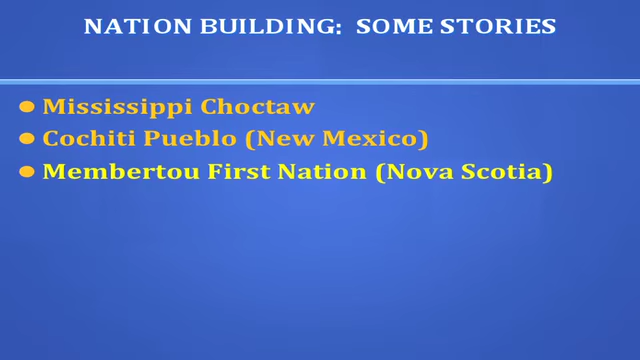 NATION BUILDING: SOME STORIES
Mississippi Choctaw
Cochiti Pueblo (New Mexico)
Membertou First Nation (Nova Scotia)